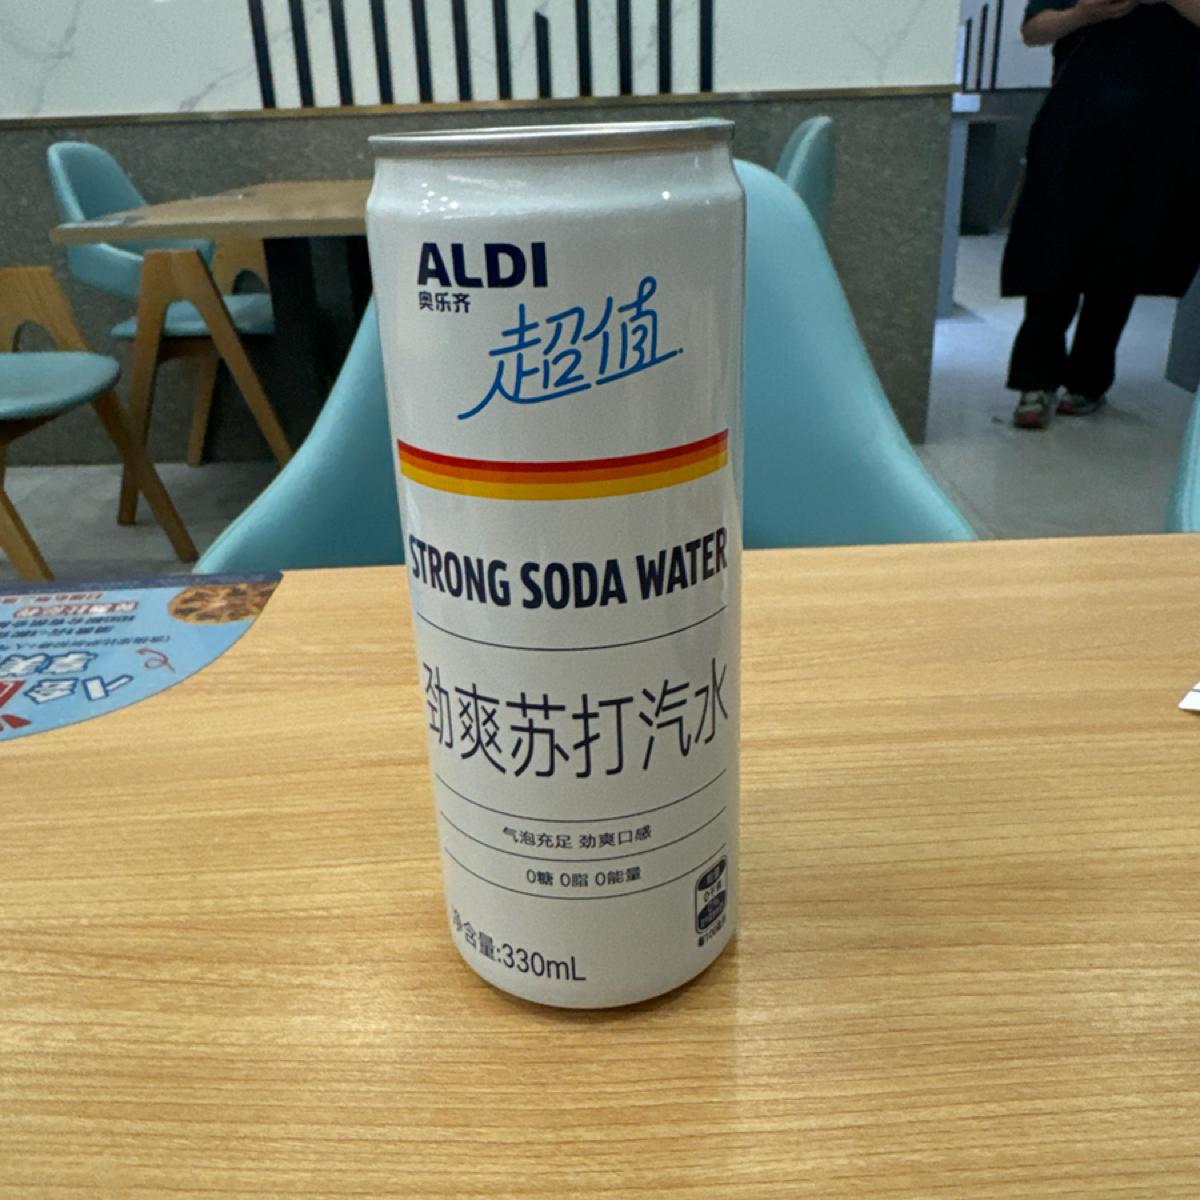 ALDI
奥乐齐
超值
STRONG SODA WATER
劲爽苏打汽水
气泡充足 劲爽口感
0糖 0脂 0能量
净含量:330mL